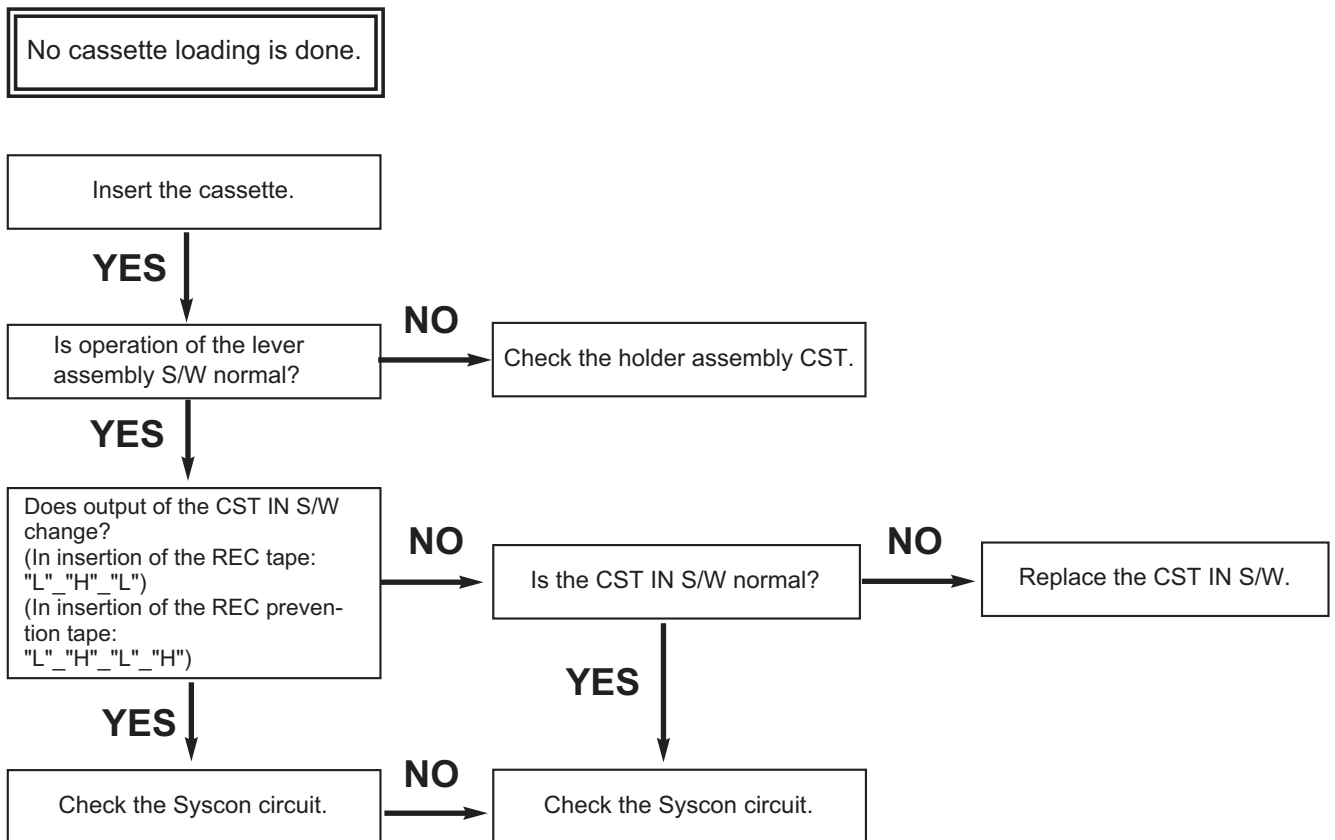 No cassette loading is done.
Insert the cassette.
YES
Is operation of the lever
assembly S/W normal?
NO
Check the holder assembly CST.
YES
Does output of the CST IN S/W
change?
(In insertion of the REC tape:
"L"_"H"_"L")
(In insertion of the REC preven-
tion tape:
"L"_"H"_"L"_"H")
NO
Is the CST IN S/W normal?
NO
Replace the CST IN S/W.
YES
YES
Check the Syscon circuit.
NO
Check the Syscon circuit.